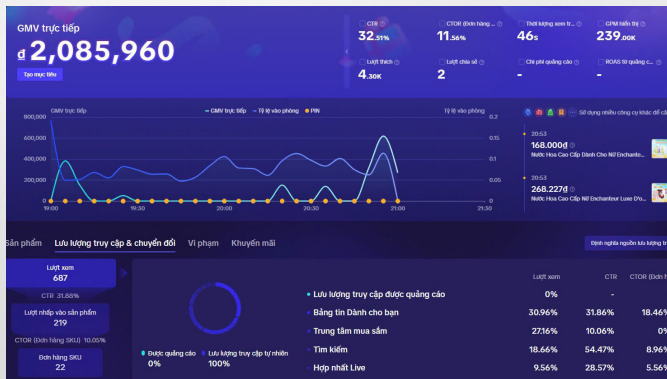 GMV trực tiếp
₫ 2,085,960
Tạo mục tiêu
CTR
32.51%
CTOR (Đơn hàng ...
11.56%
Thời lượng xem tr...
46s
GPM hiển thị
239.00K
Lượt thích
4.30K
Lượt chia sẻ
2
Chi phí quảng cáo
-
ROAS từ quảng c...
-
GMV trực tiếp
GMV trực tiếp
Tỷ lệ vào phòng
PIN
Tỷ lệ vào phòng
800,000
600,000
400,000
200,000
0
0.2
0.15
0.1
0.05
0
19:00
19:30
20:00
20:30
21:00
21:30
Sử dụng nhiều công cụ khác để cả
20:53
168.000₫
Nước Hoa Cao Cấp Dành Cho Nữ Enchante...
20:53
268.227₫
Nước Hoa Cao Cấp Nữ Enchanteur Luxe D'o...
Sản phẩm
Lưu lượng truy cập & chuyển đổi
Vi phạm
Khuyến mãi
Định nghĩa nguồn lưu lượng tr
Lượt xem
687
CTR 31.88%
Lượt nhấp vào sản phẩm
219
CTOR (Đơn hàng SKU) 10.05%
Đơn hàng SKU
22
Được quảng cáo
0%
Lưu lượng truy cập tự nhiên
100%
Lượt xem CTR CTOR (Đơn h
Lưu lượng truy cập được quảng cáo 0% -
Bảng tin Dành cho bạn 30.96% 31.86% 18.46%
Trung tâm mua sắm 27.16% 10.06% 0%
Tìm kiếm 18.66% 54.47% 8.96%
Hợp nhất Live 9.56% 28.57% 5.56%